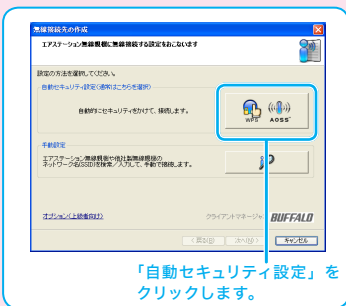 無線接続先の作成
エアステーション無線親機に無線接続する設定をおこないます
設定の方法を選択してください。
自動セキュリティ設定(通常はこちらを選択)
自動的にセキュリティをかけて、接続します。
WPS AOSS
手動設定
エアステーション無線親機や他社製無線親機の
ネットワーク名(SSID)を検索／入力して、手動で接続します。
オプション(上級者向け)
クライアントマネージャ BUFFALO
< 戻る(B) 次へ(N) > キャンセル
「自動セキュリティ設定」を
クリックします。